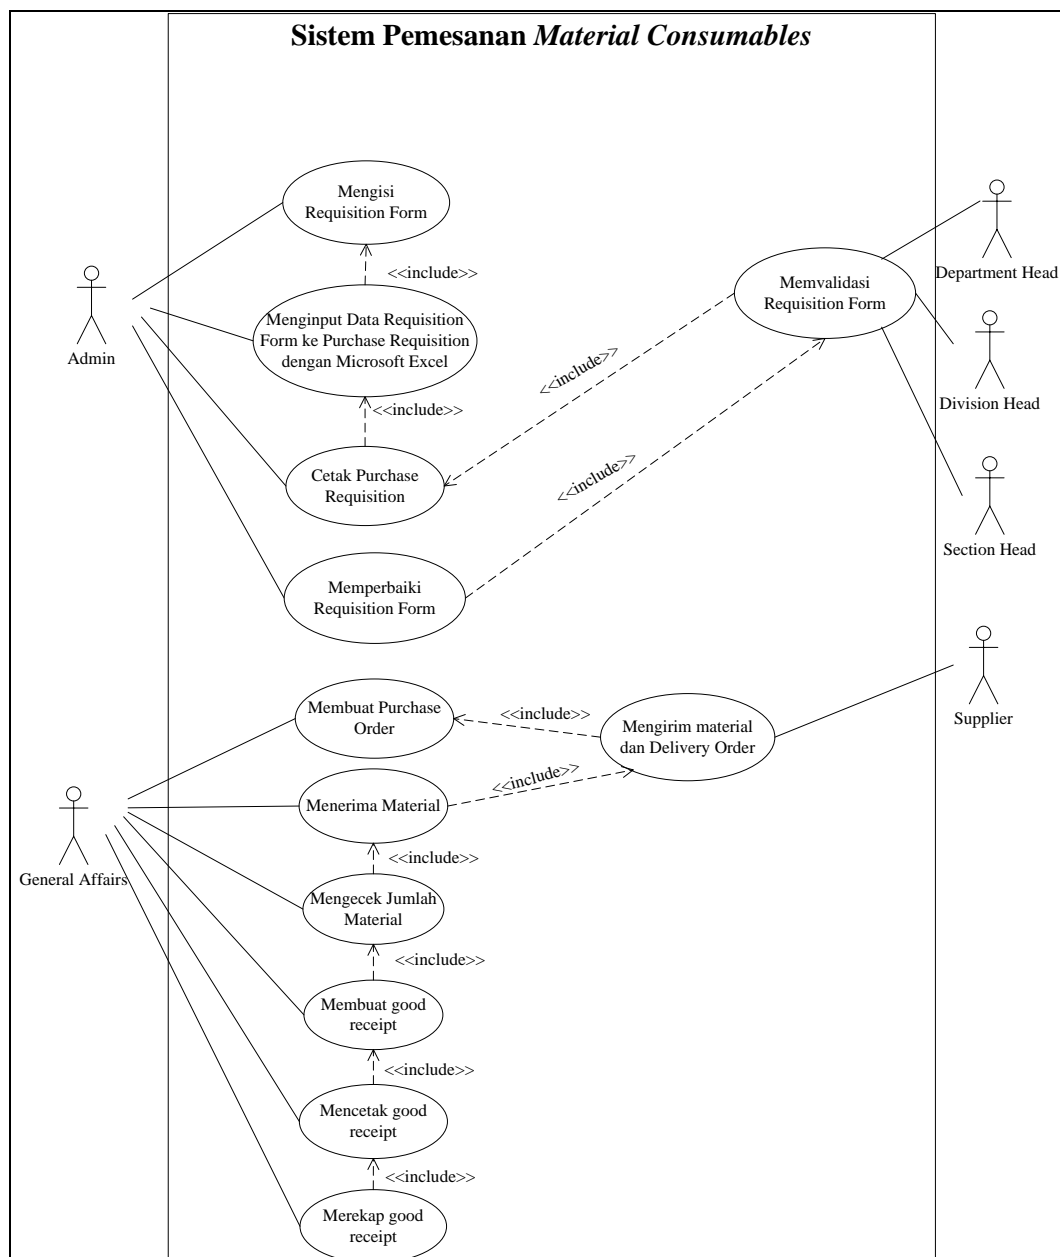 Sistem Pemesanan Material Consumables
Mengisi
Requisition Form
<<include>>
Admin
Menginput Data Requisition
Form ke Purchase Requisition
dengan Microsoft Excel
<<include>>
Cetak Purchase
Requisition
Memperbaiki
Requisition Form
<<include>>
<<include>>
Memvalidasi
Requisition Form
Department Head
Division Head
Section Head
Supplier
Membuat Purchase
Order
<<include>>
Mengirim material
dan Delivery Order
<<include>>
Menerima Material
General Affairs
<<include>>
Mengecek Jumlah
Material
<<include>>
Membuat good
receipt
<<include>>
Mencetak good
receipt
<<include>>
Merekap good
receipt